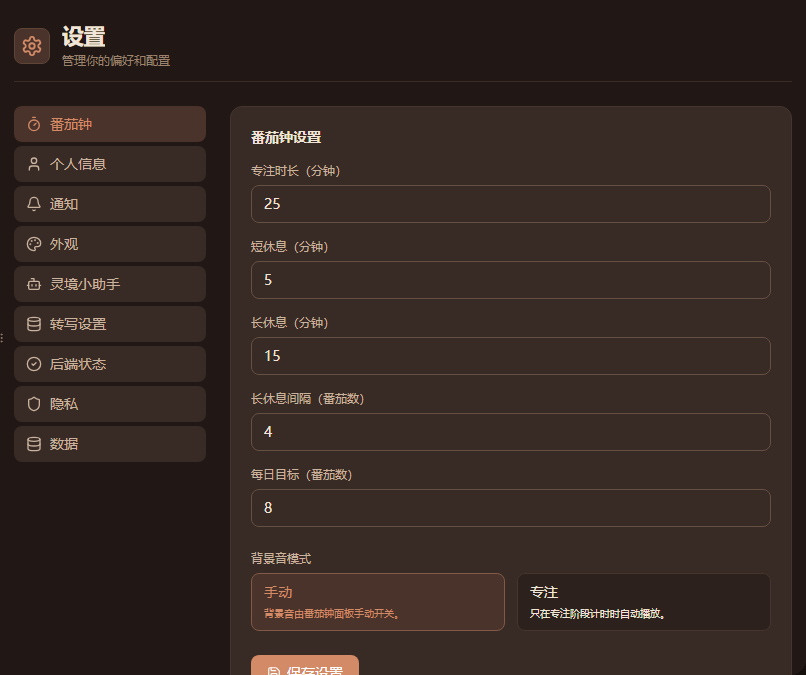 设置
管理你的偏好和配置
番茄钟
个人信息
通知
外观
灵境小助手
转写设置
后端状态
隐私
数据
番茄钟设置
专注时长（分钟）
25
短休息（分钟）
5
长休息（分钟）
15
长休息间隔（番茄数）
4
每日目标（番茄数）
8
背景音模式
手动
背景音由番茄钟面板手动开关。
专注
只在专注阶段计时时自动播放。
保存设置